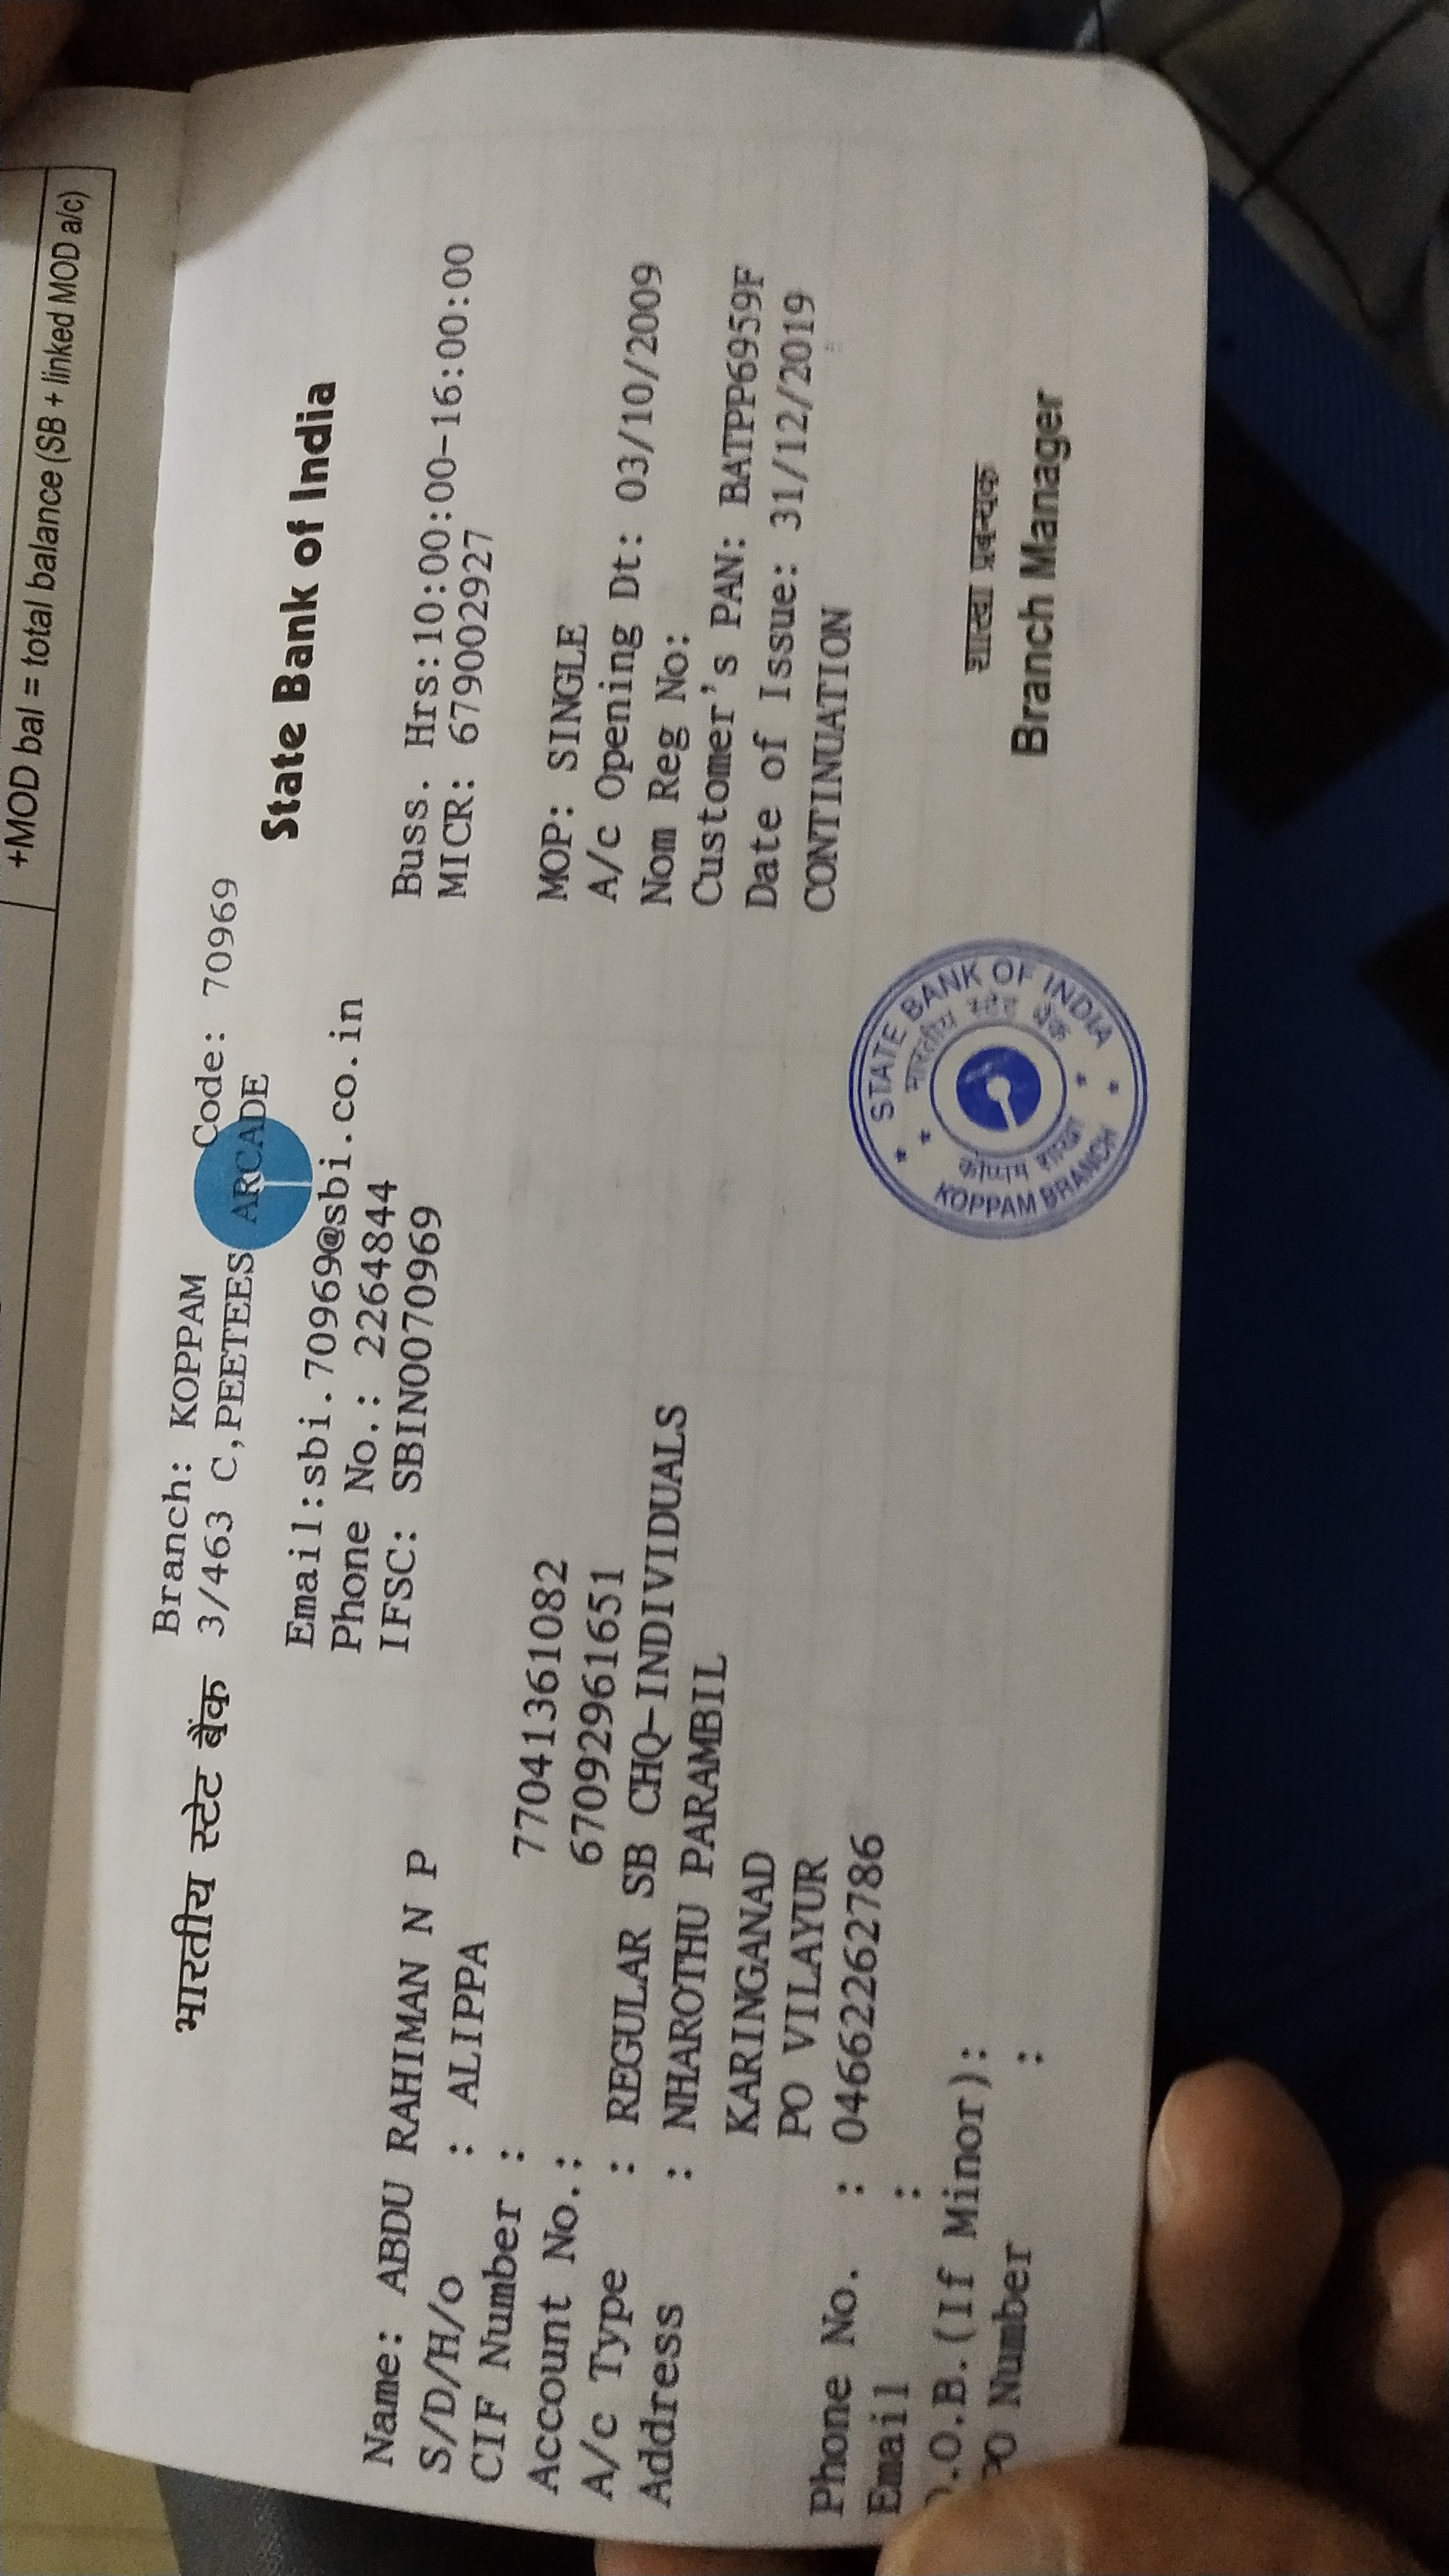 +MOD bal = total balance (SB + linked MOD a/c)
भारतीय स्टेट बैंक
Branch: KOPPAM
Code: 70969
3/463 C,PEETEES ARCADE
State Bank of India
Email:sbi.70969@sbi.co.in
Phone No.: 2264844
Buss. Hrs:10:00:00-16:00:00
IFSC: SBIN0070969
MICR: 679002927
Name: ABDU RAHIMAN N P
S/D/H/o : ALIPPA
CIF Number : 77041361082
MOP: SINGLE
Account No.: 67092961651
A/c Opening Dt: 03/10/2009
A/c Type : REGULAR SB CHQ-INDIVIDUALS
Nom Reg No:
Address : NHAROTHU PARAMBIL
Customer's PAN: BATPP6959F
KARINGANAD
Date of Issue: 31/12/2019
PO VILAYUR
CONTINUATION
Phone No. : 04662262786
Email :
.O.B.(If Minor):
PO Number :
STATE BANK OF INDIA
भारतीय स्टेट बैंक
कोप्पम शाखा
KOPPAM BRANCH
शाखा प्रबन्धक
Branch Manager